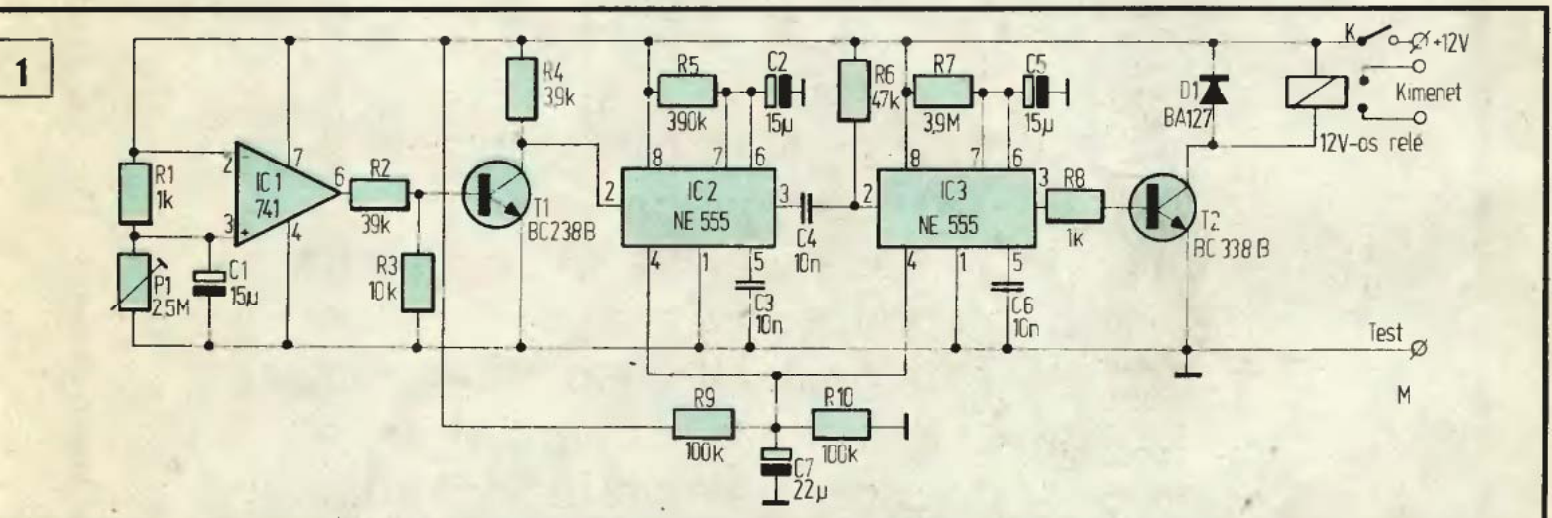 1
K
+12V
Kimenet
12V-os relé
D1
BA127
R4
3,9k
R5
390k
C2
15µ
R6
47k
R7
3,9M
C5
15µ
R1
1k
2
-
3
+
7
4
6
IC 1
741
R2
39k
T1
BC238B
8
7
6
2
IC 2
NE 555
3
4
1
5
C4
10n
8
7
6
2
IC3
NE 555
3
4
1
5
R8
1k
T2
BC 338 B
P1
2,5M
C1
15µ
R3
10k
C3
10n
C6
10n
Test
M
R9
100k
R10
100k
C7
22µ